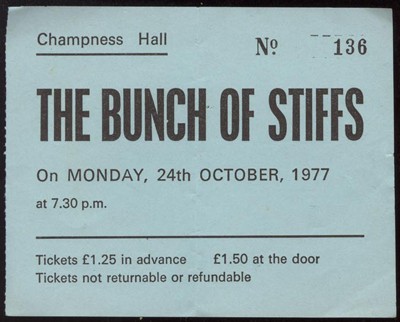 Champness Hall Nº 136
THE BUNCH OF STIFFS
On MONDAY, 24th OCTOBER, 1977
at 7.30 p.m.
Tickets £1.25 in advance £1.50 at the door
Tickets not returnable or refundable